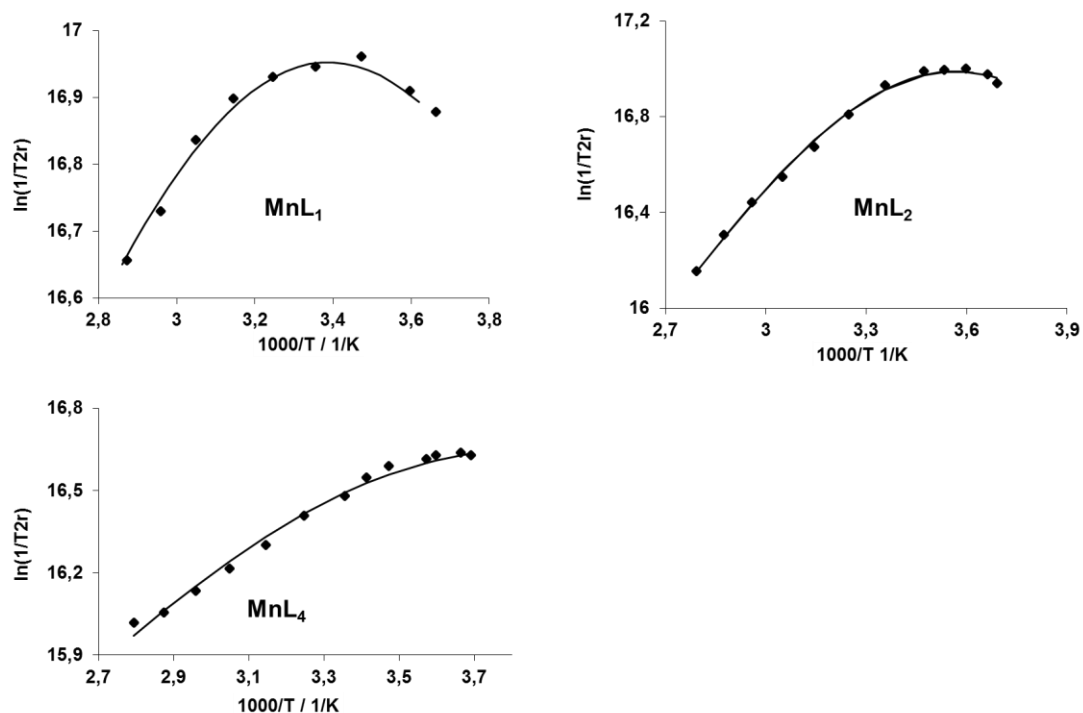 17
16,9
16,8
16,7
16,6
ln(1/T2r)
MnL₁
2,8 3 3,2 3,4 3,6 3,8
1000/T / 1/K
17,2
16,8
16,4
16
ln(1/T2r)
MnL₂
2,7 3 3,3 3,6 3,9
1000/T 1/K
16,8
16,5
16,2
15,9
ln(1/T2r)
MnL₄
2,7 2,9 3,1 3,3 3,5 3,7
1000/T / 1/K